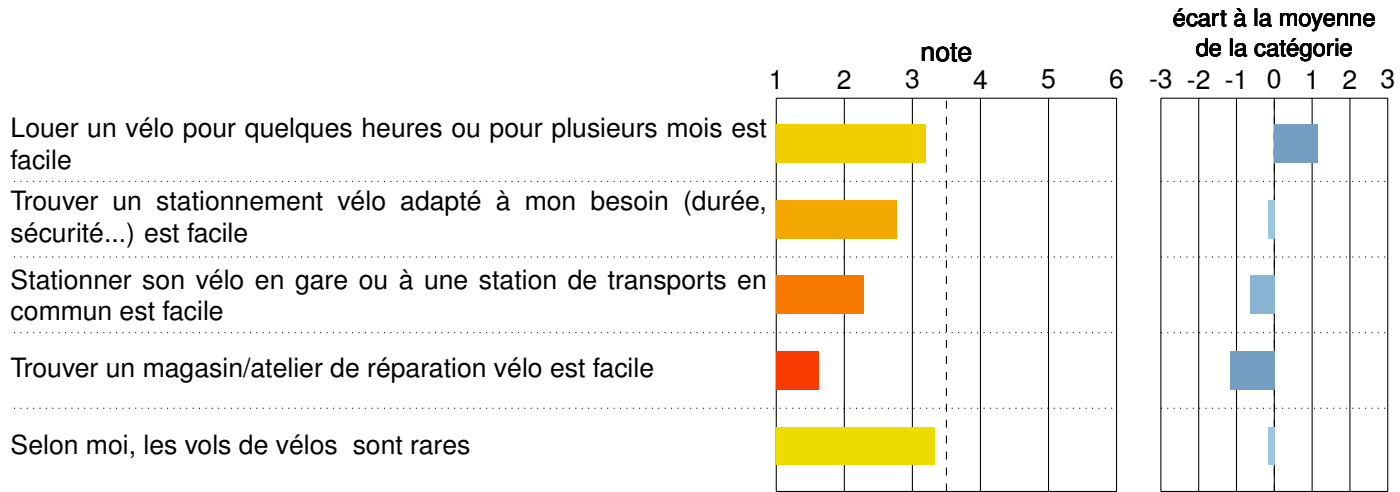 écart à la moyenne
de la catégorie
note
1 2 3 4 5 6
-3 -2 -1 0 1 2 3
Louer un vélo pour quelques heures ou pour plusieurs mois est
facile
Trouver un stationnement vélo adapté à mon besoin (durée,
sécurité...) est facile
Stationner son vélo en gare ou à une station de transports en
commun est facile
Trouver un magasin/atelier de réparation vélo est facile
Selon moi, les vols de vélos  sont rares